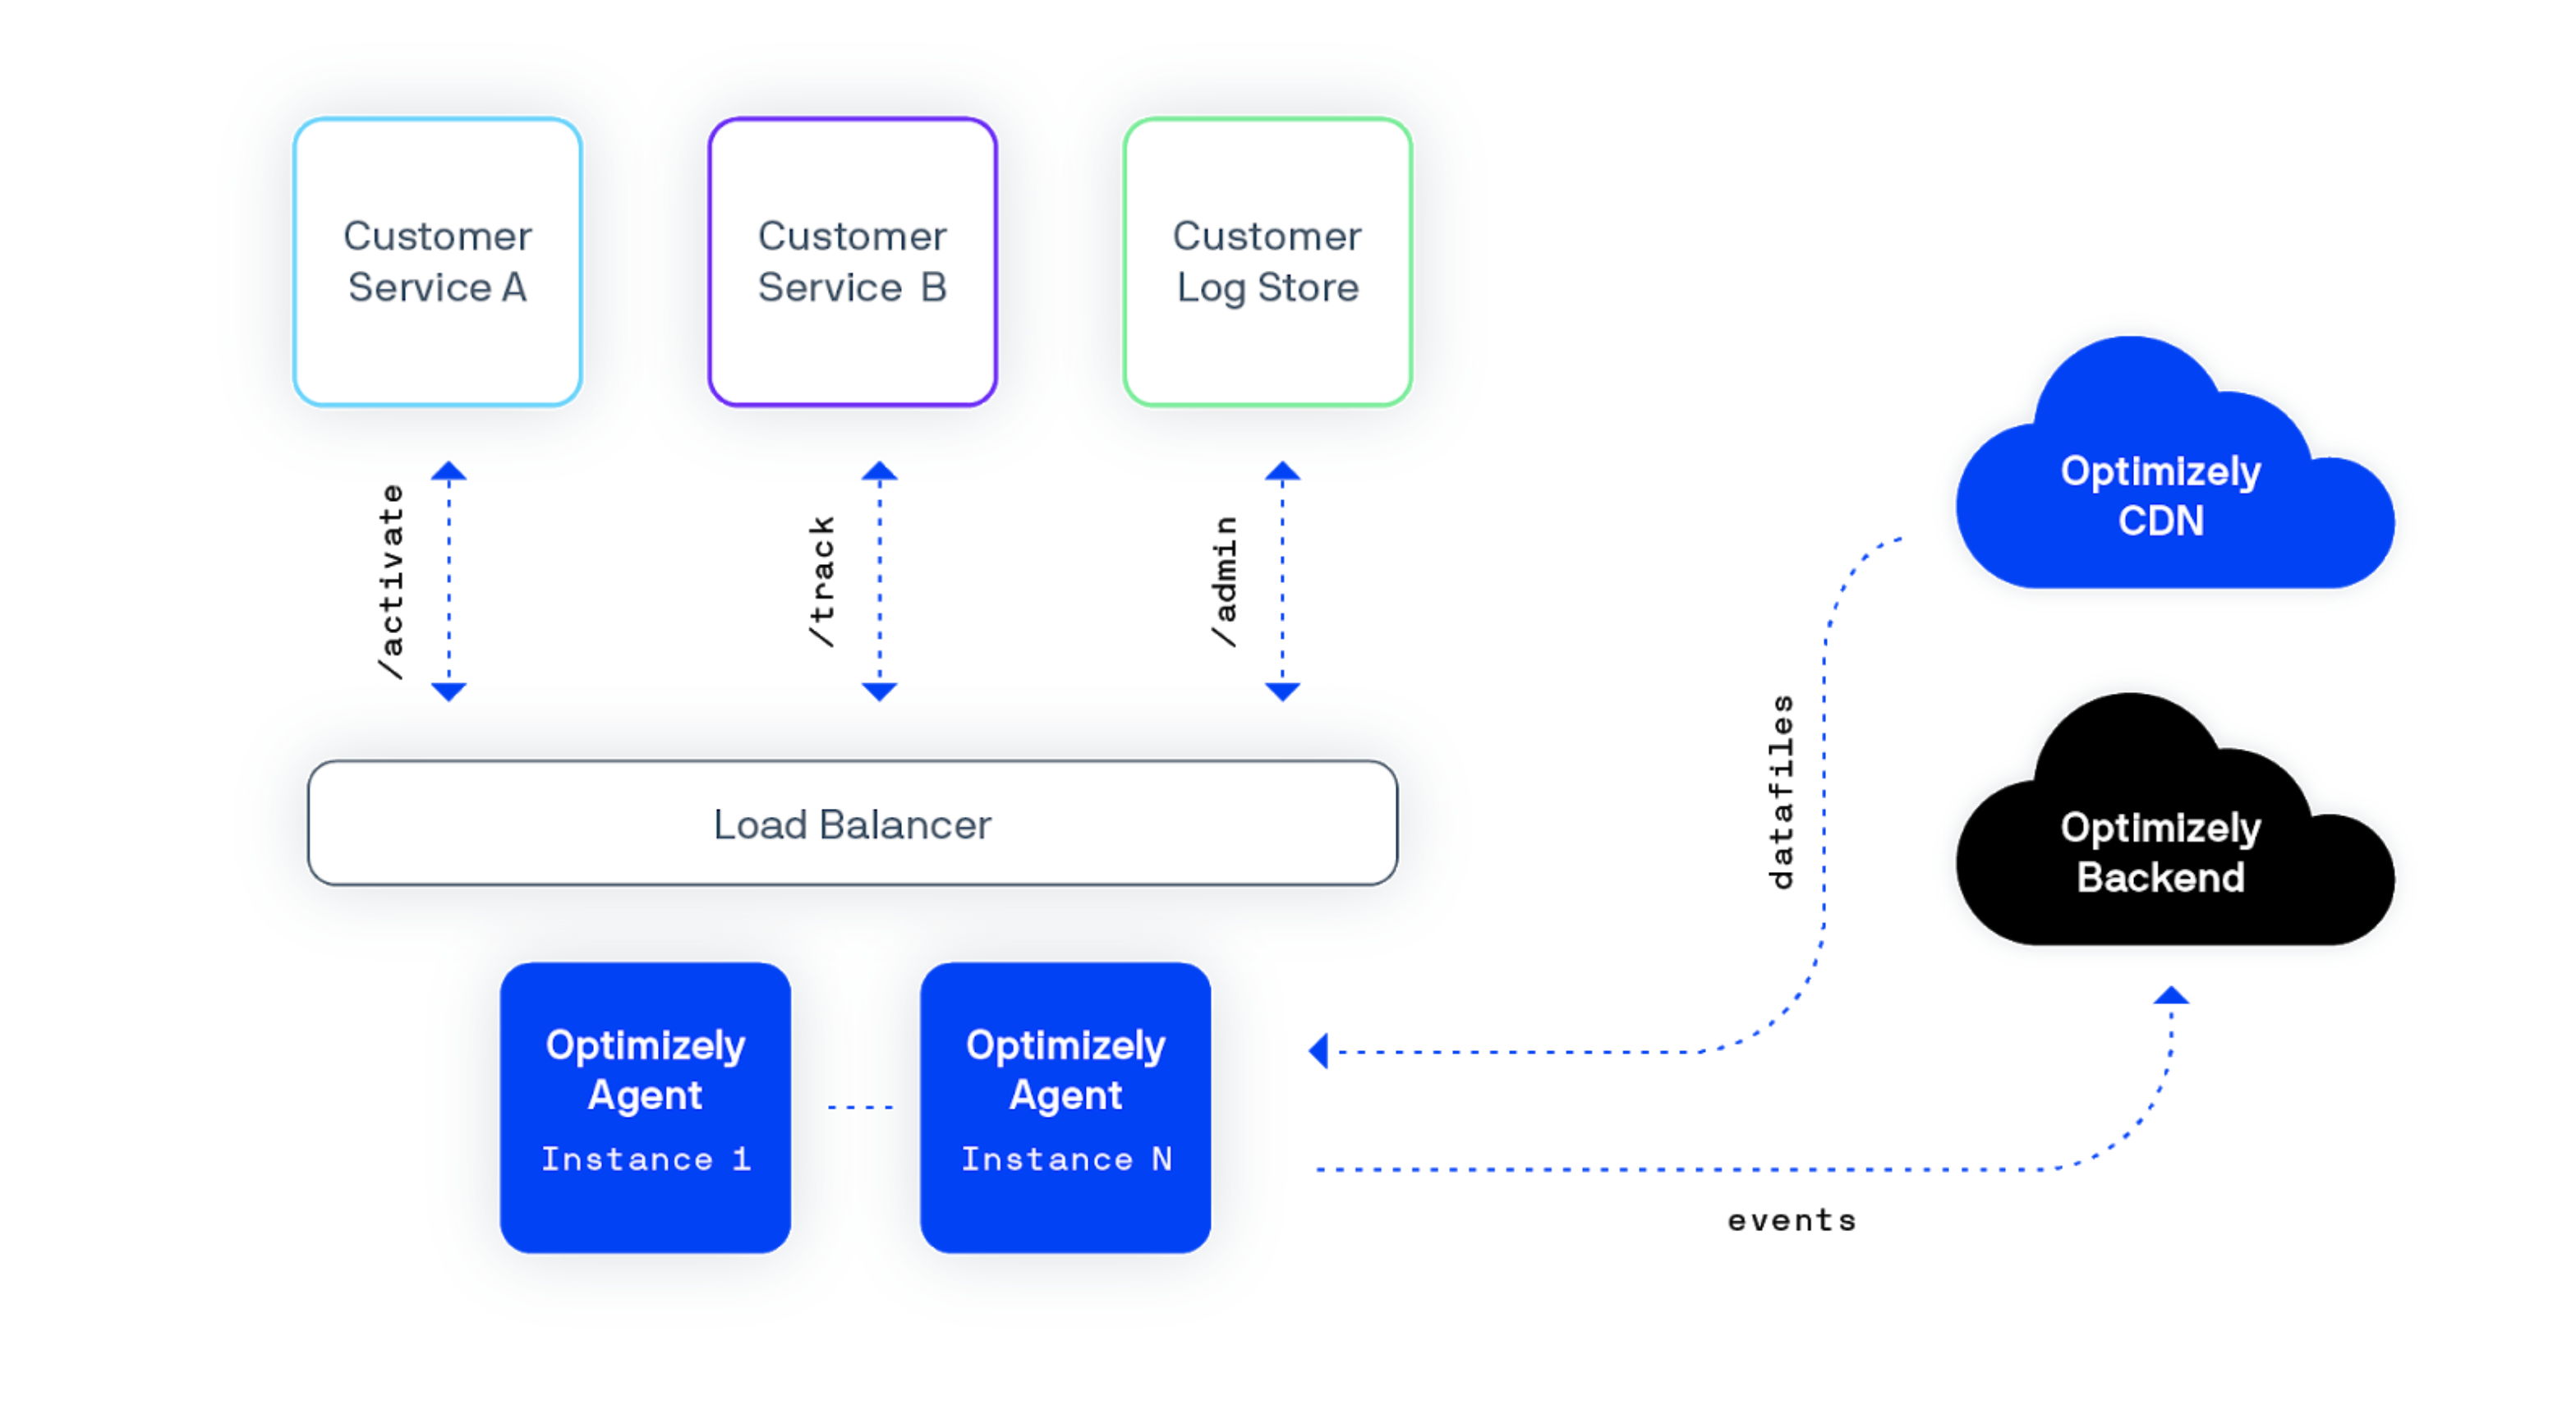 Customer
Service A
Customer
Service B
Customer
Log Store
/activate
/track
/admin
Load Balancer
Optimizely
Agent
Instance 1
Optimizely
Agent
Instance N
Optimizely
CDN
datafiles
Optimizely
Backend
events